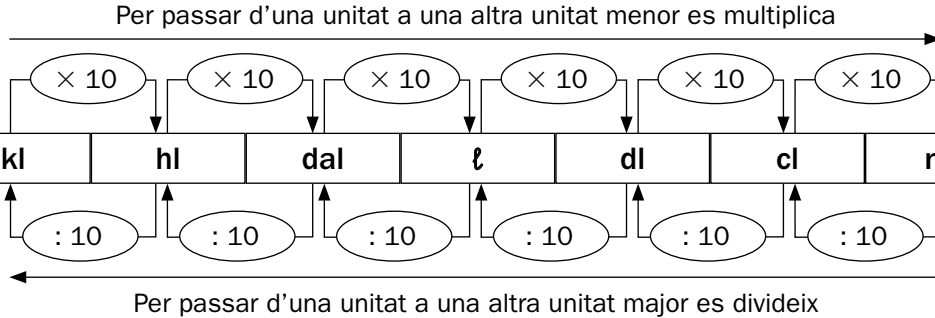 Per passar d'una unitat a una altra unitat menor es multiplica
× 10 × 10 × 10 × 10 × 10 × 10
kl hl dal ℓ dl cl
: 10 : 10 : 10 : 10 : 10 : 10
Per passar d'una unitat a una altra unitat major es divideix